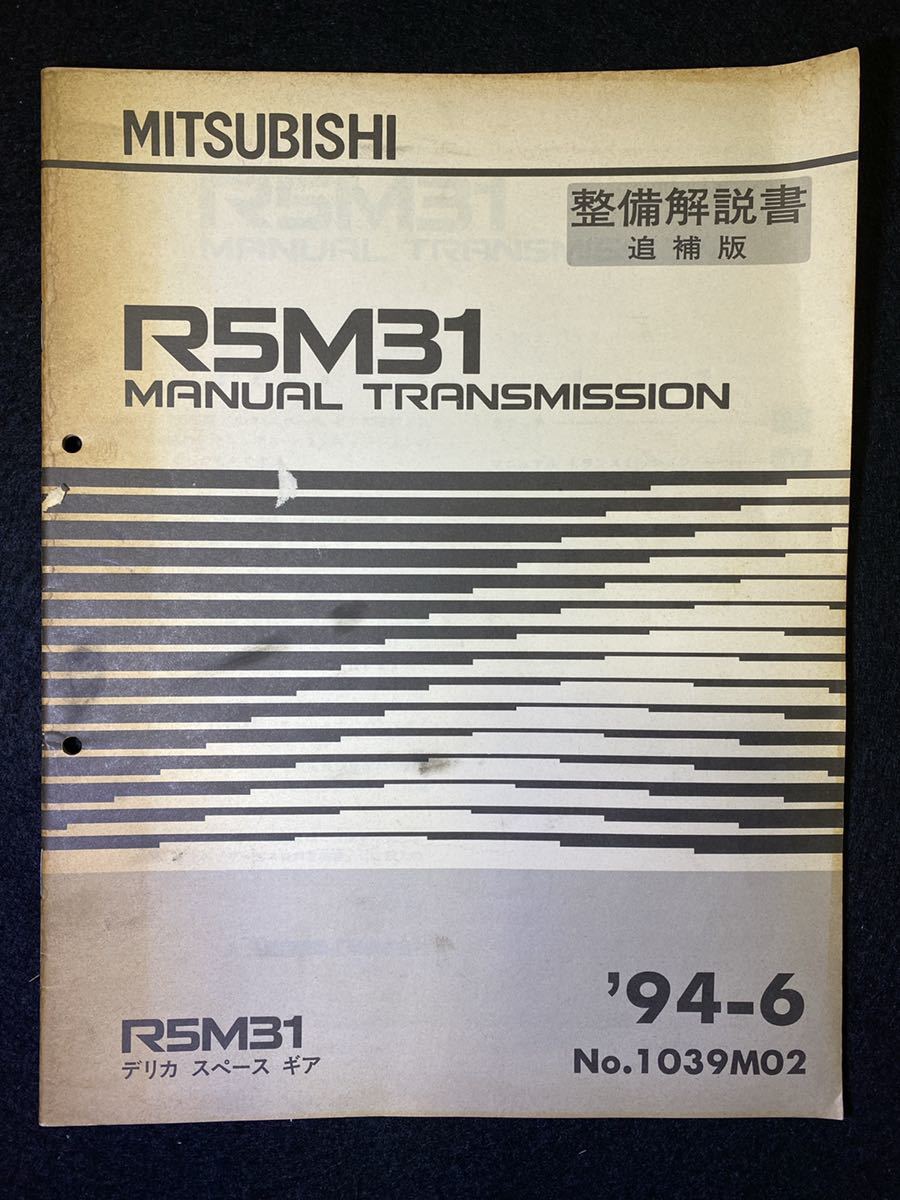 MITSUBISHI
整備解説書
追補版
R5M31
MANUAL TRANSMISSION
'94-6
R5M31
デリカ スペース ギア
No.1039M02